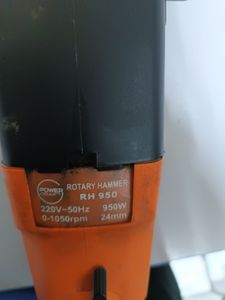 POWER
ROTARY HAMMER
RH 950
220V~50Hz 950W
0-1050rpm 24mm